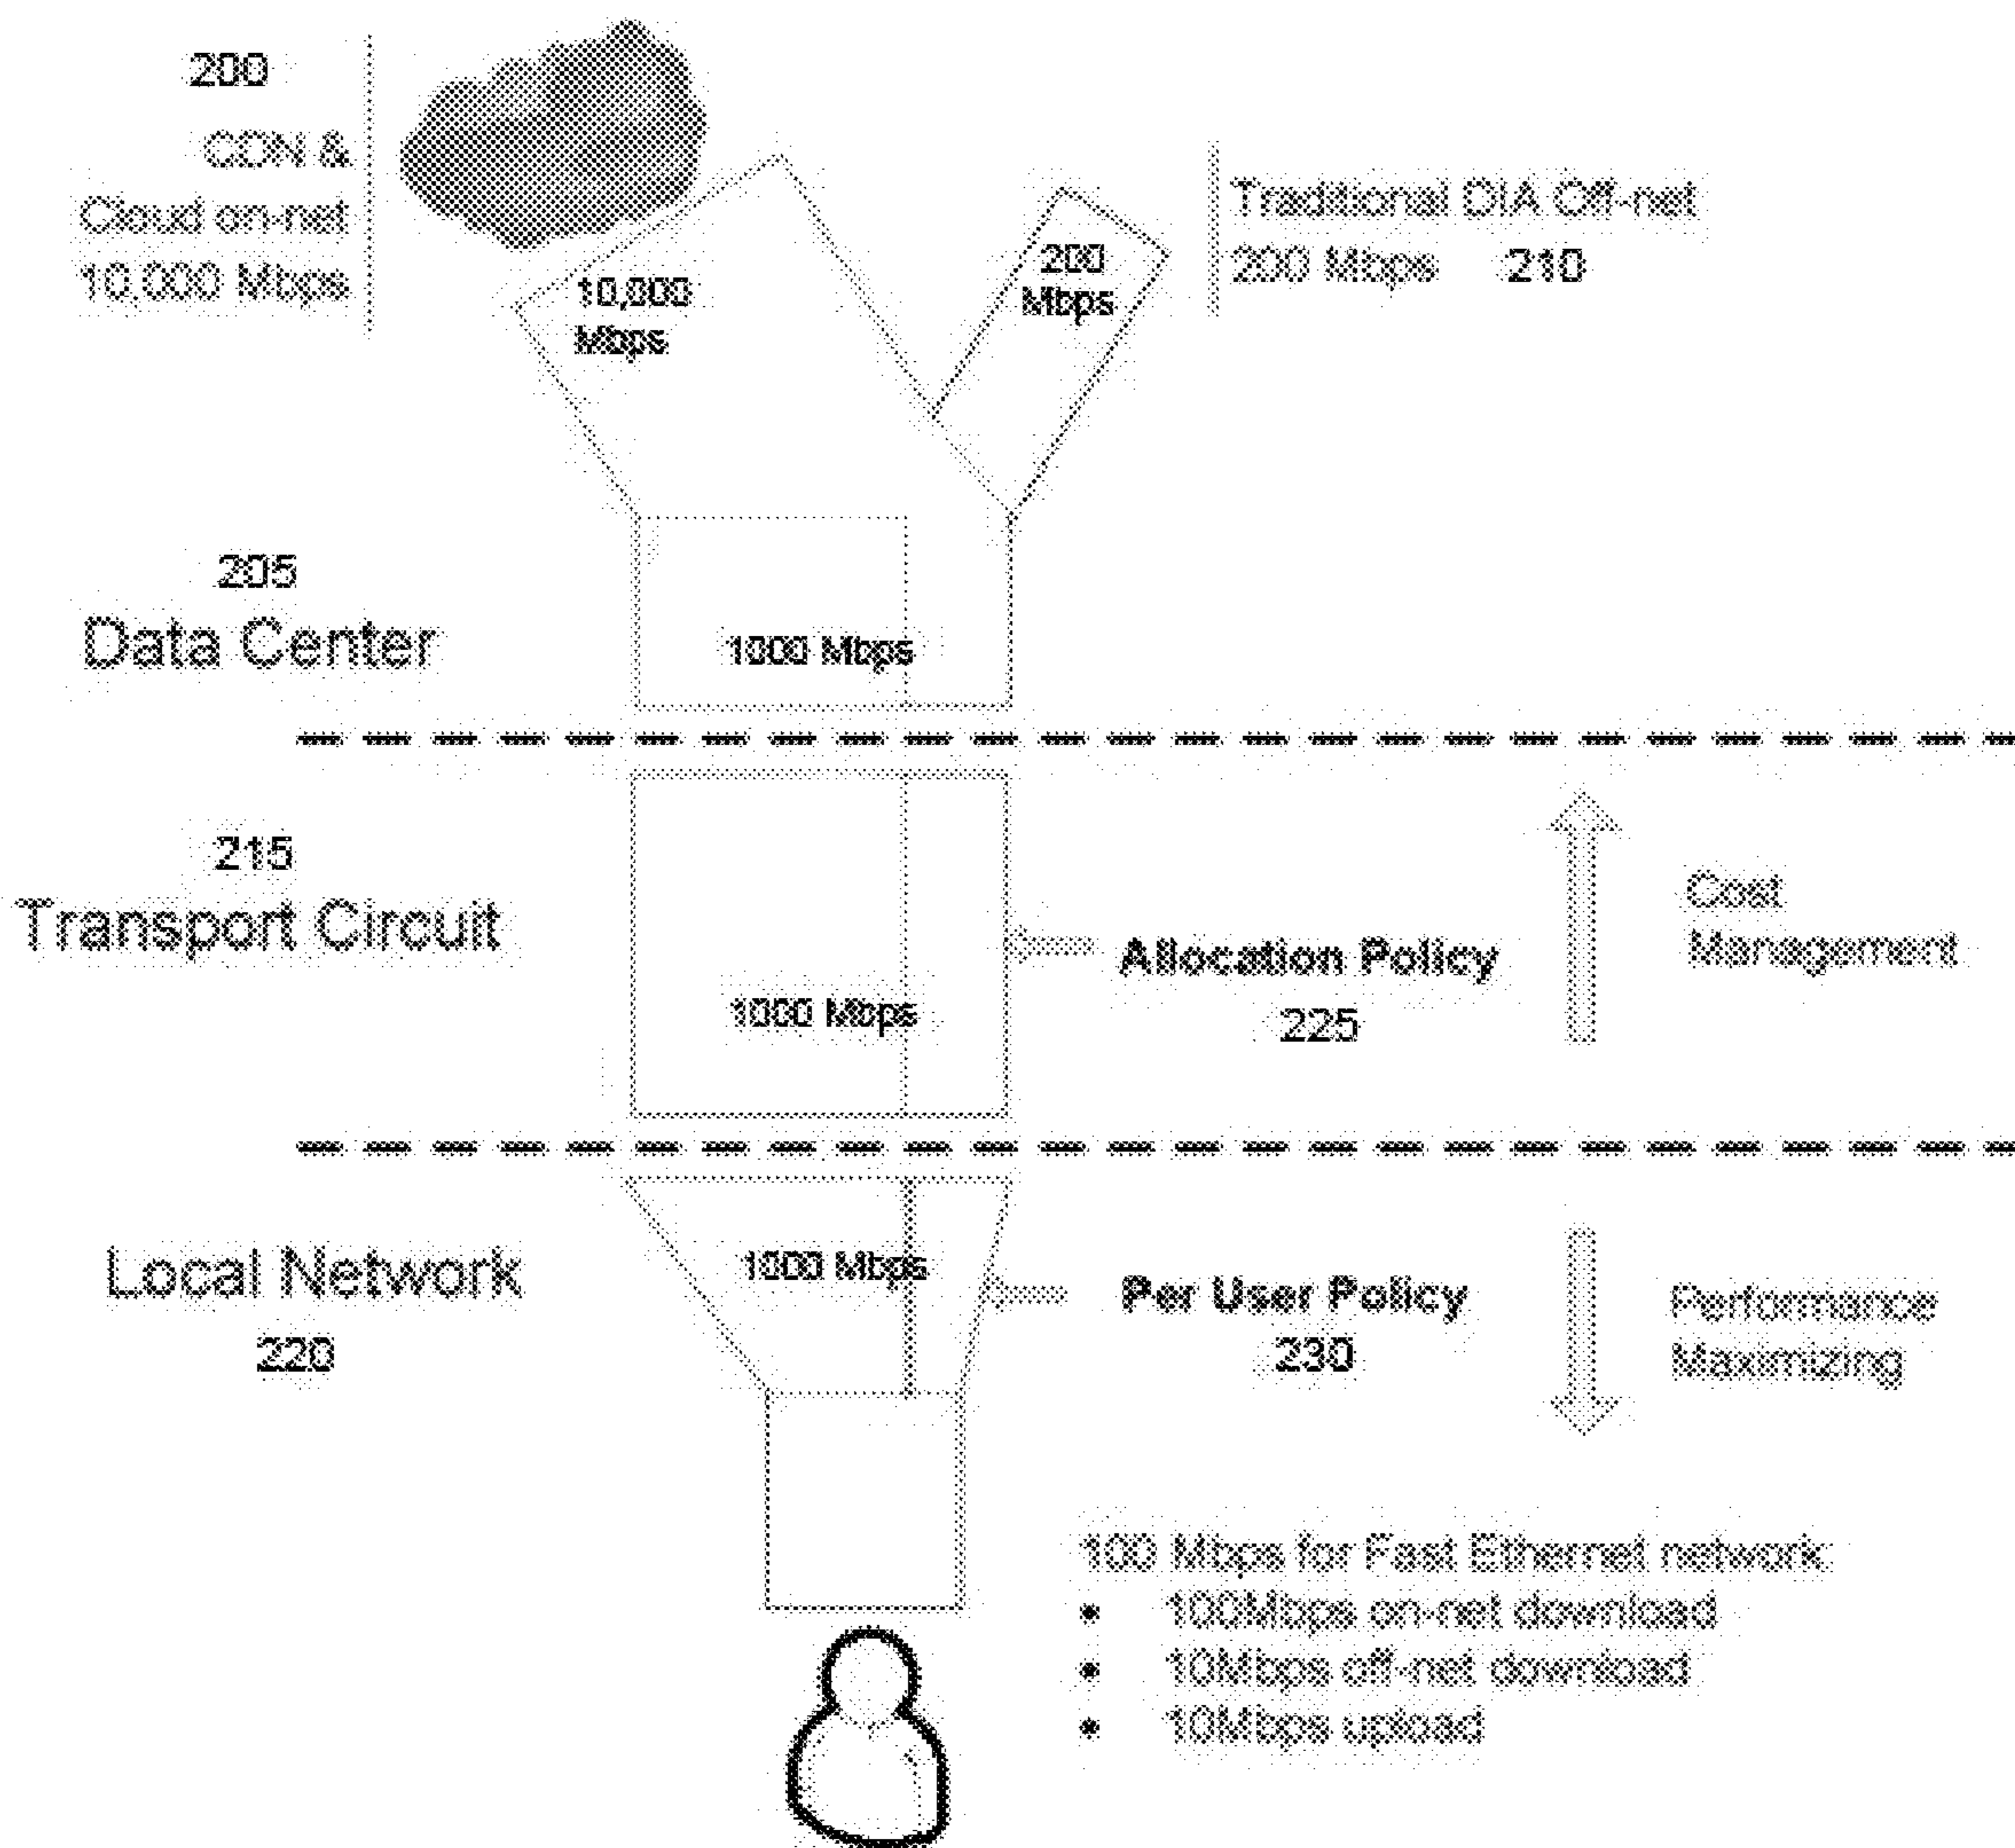 200
CDN &
Cloud on-net
10,000 Mbps
10,000
Mbps
200
Mbps
Traditional DIA Off-net
200 Mbps 210
205
Data Center
1000 Mbps
215
Transport Circuit
1000 Mbps
Allocation Policy
225
Cost
Management
Local Network
220
1000 Mbps
Per User Policy
230
Performance
Maximizing
100 Mbps for Fast Ethernet network
• 100Mbps on-net download
• 10Mbps off-net download
• 10Mbps upload